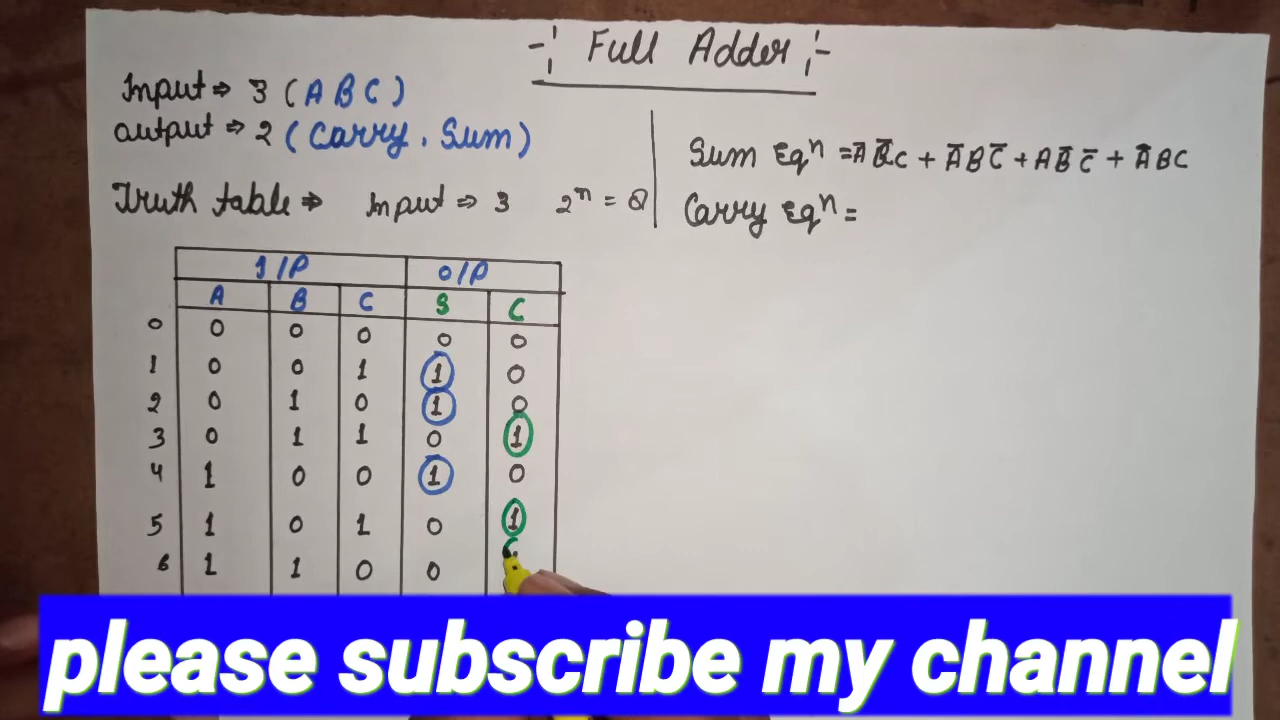 -¦ Full Adder ¦-
Input ⇒ 3 (A B C)
output ⇒ 2 (Carry, Sum)
Truth table ⇒ Input ⇒ 3 2ⁿ = 8
Sum Eqⁿ = A̅ B̅ C + A̅ B C̅ + A B̅ C̅ + A̅ B C
Carry Eqⁿ =
I/P O/P
A B C S C
0 0 0 0 0 0
1 0 0 1 1 0
2 0 1 0 1 0
3 0 1 1 0 1
4 1 0 0 1 0
5 1 0 1 0 1
6 1 1 0 0
please subscribe my channel